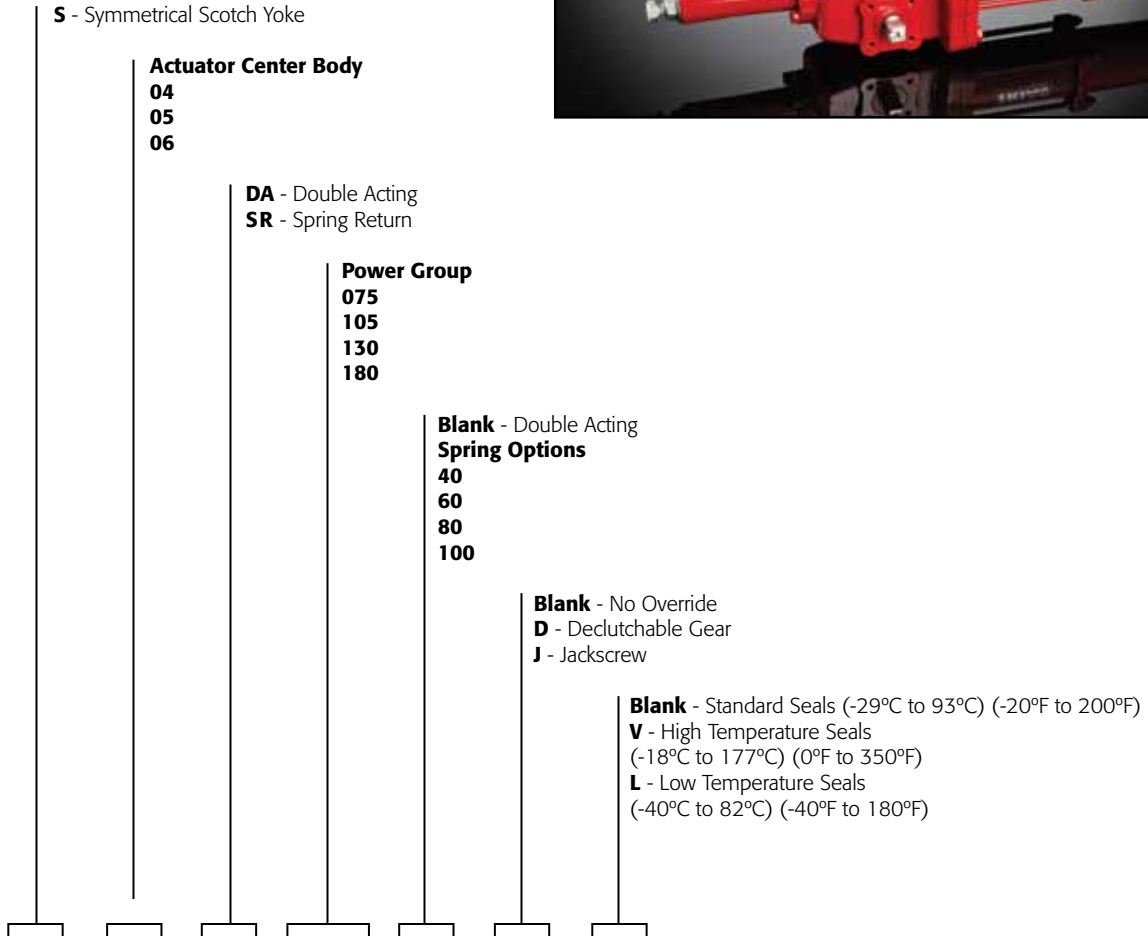 S - Symmetrical Scotch Yoke
Actuator Center Body
04
05
06
DA - Double Acting
SR - Spring Return
Power Group
075
105
130
180
Blank - Double Acting
Spring Options
40
60
80
100
Blank - No Override
D - Declutchable Gear
J - Jackscrew
Blank - Standard Seals (-29ºC to 93ºC) (-20ºF to 200ºF)
V - High Temperature Seals
(-18ºC to 177ºC) (0ºF to 350ºF)
L - Low Temperature Seals
(-40ºC to 82ºC) (-40ºF to 180ºF)